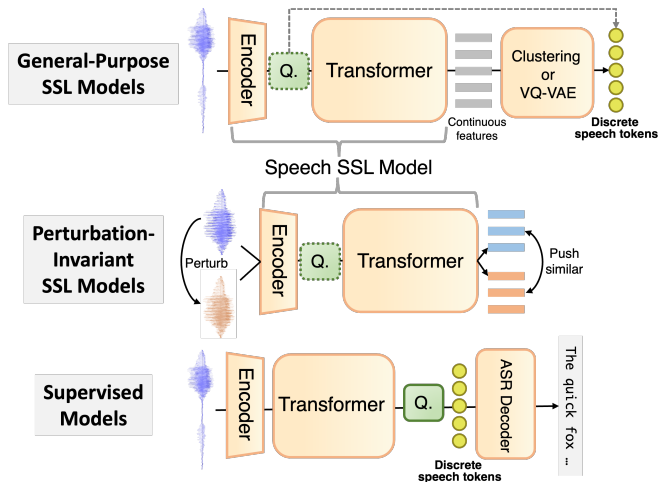 General-Purpose
SSL Models
Encoder
Q.
Transformer
Continuous
features
Clustering
or
VQ-VAE
Discrete
speech tokens
Speech SSL Model
Perturbation-
Invariant
SSL Models
Perturb
Encoder
Q.
Transformer
Push
similar
Supervised
Models
Encoder
Transformer
Q.
Discrete
speech tokens
ASR Decoder
The quick fox ...